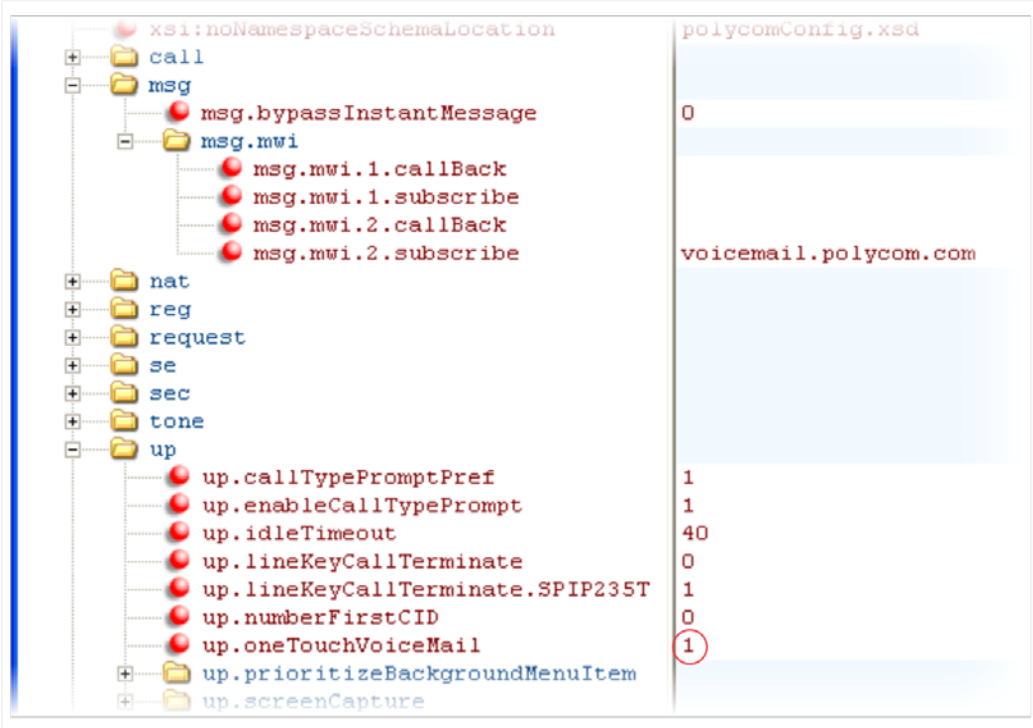 xsi:noNamespaceSchemaLocation polycomConfig.xsd
call
msg
msg.bypassInstantMessage 0
msg.mwi
msg.mwi.1.callBack
msg.mwi.1.subscribe
msg.mwi.2.callBack
msg.mwi.2.subscribe voicemail.polycom.com
nat
reg
request
se
sec
tone
up
up.callTypePromptPref 1
up.enableCallTypePrompt 1
up.idleTimeout 40
up.lineKeyCallTerminate 0
up.lineKeyCallTerminate.SPIP235T 1
up.numberFirstCID 0
up.oneTouchVoiceMail 1
up.prioritizeBackgroundMenuItem
up.screenCapture